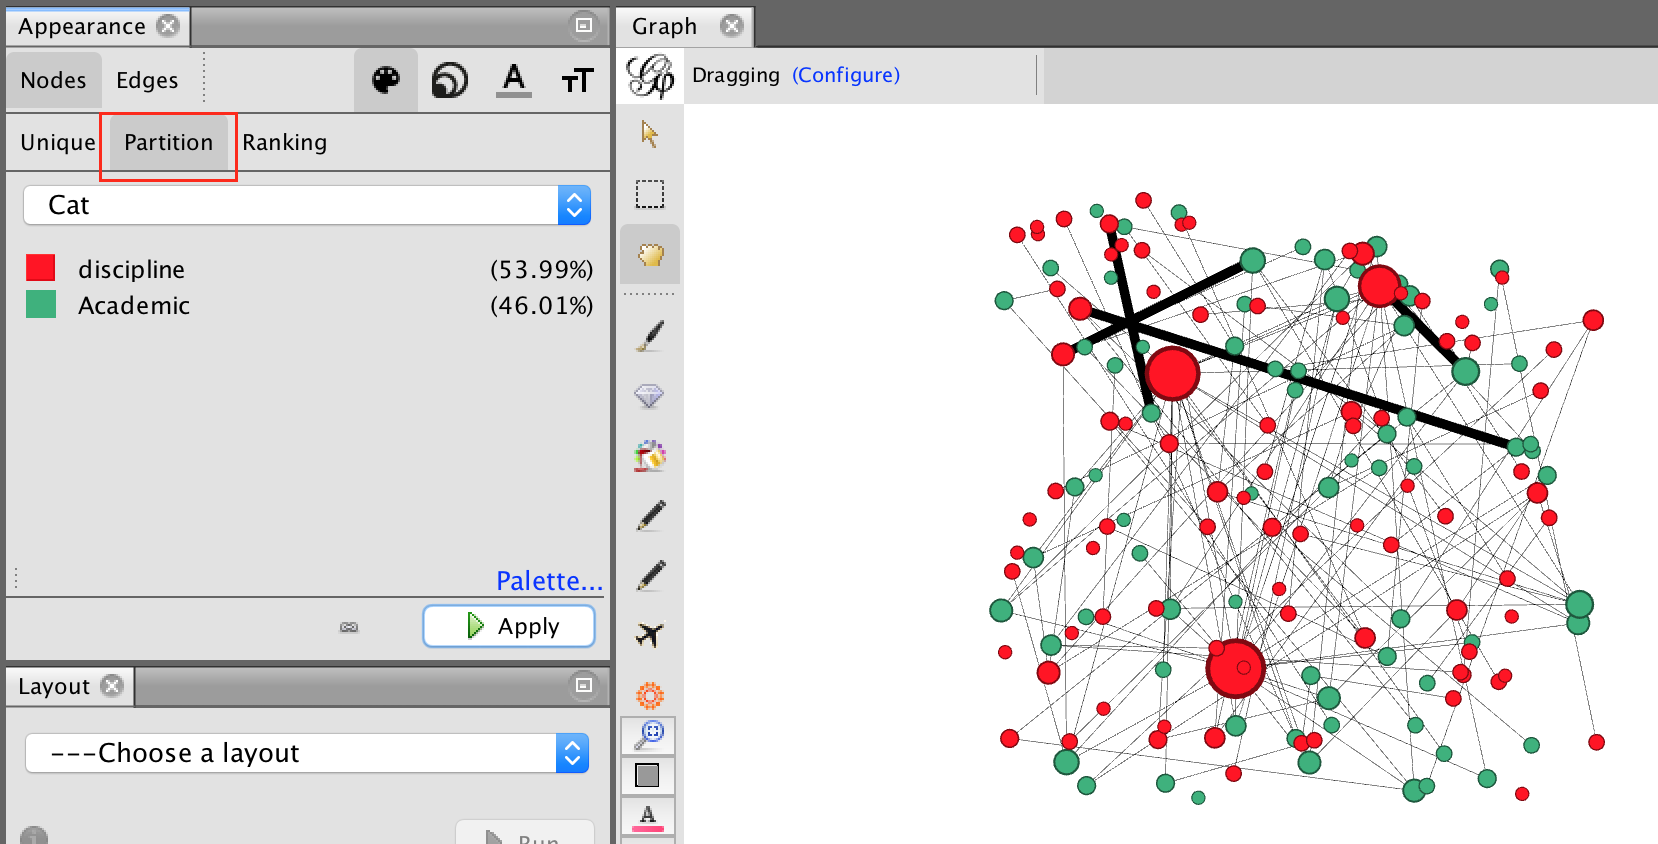 Appearance
Nodes Edges A TT
Unique Partition Ranking
Cat
discipline (53.99%)
Academic (46.01%)
Palette...
Apply
Layout
---Choose a layout
Run
Graph
Dragging (Configure)
A